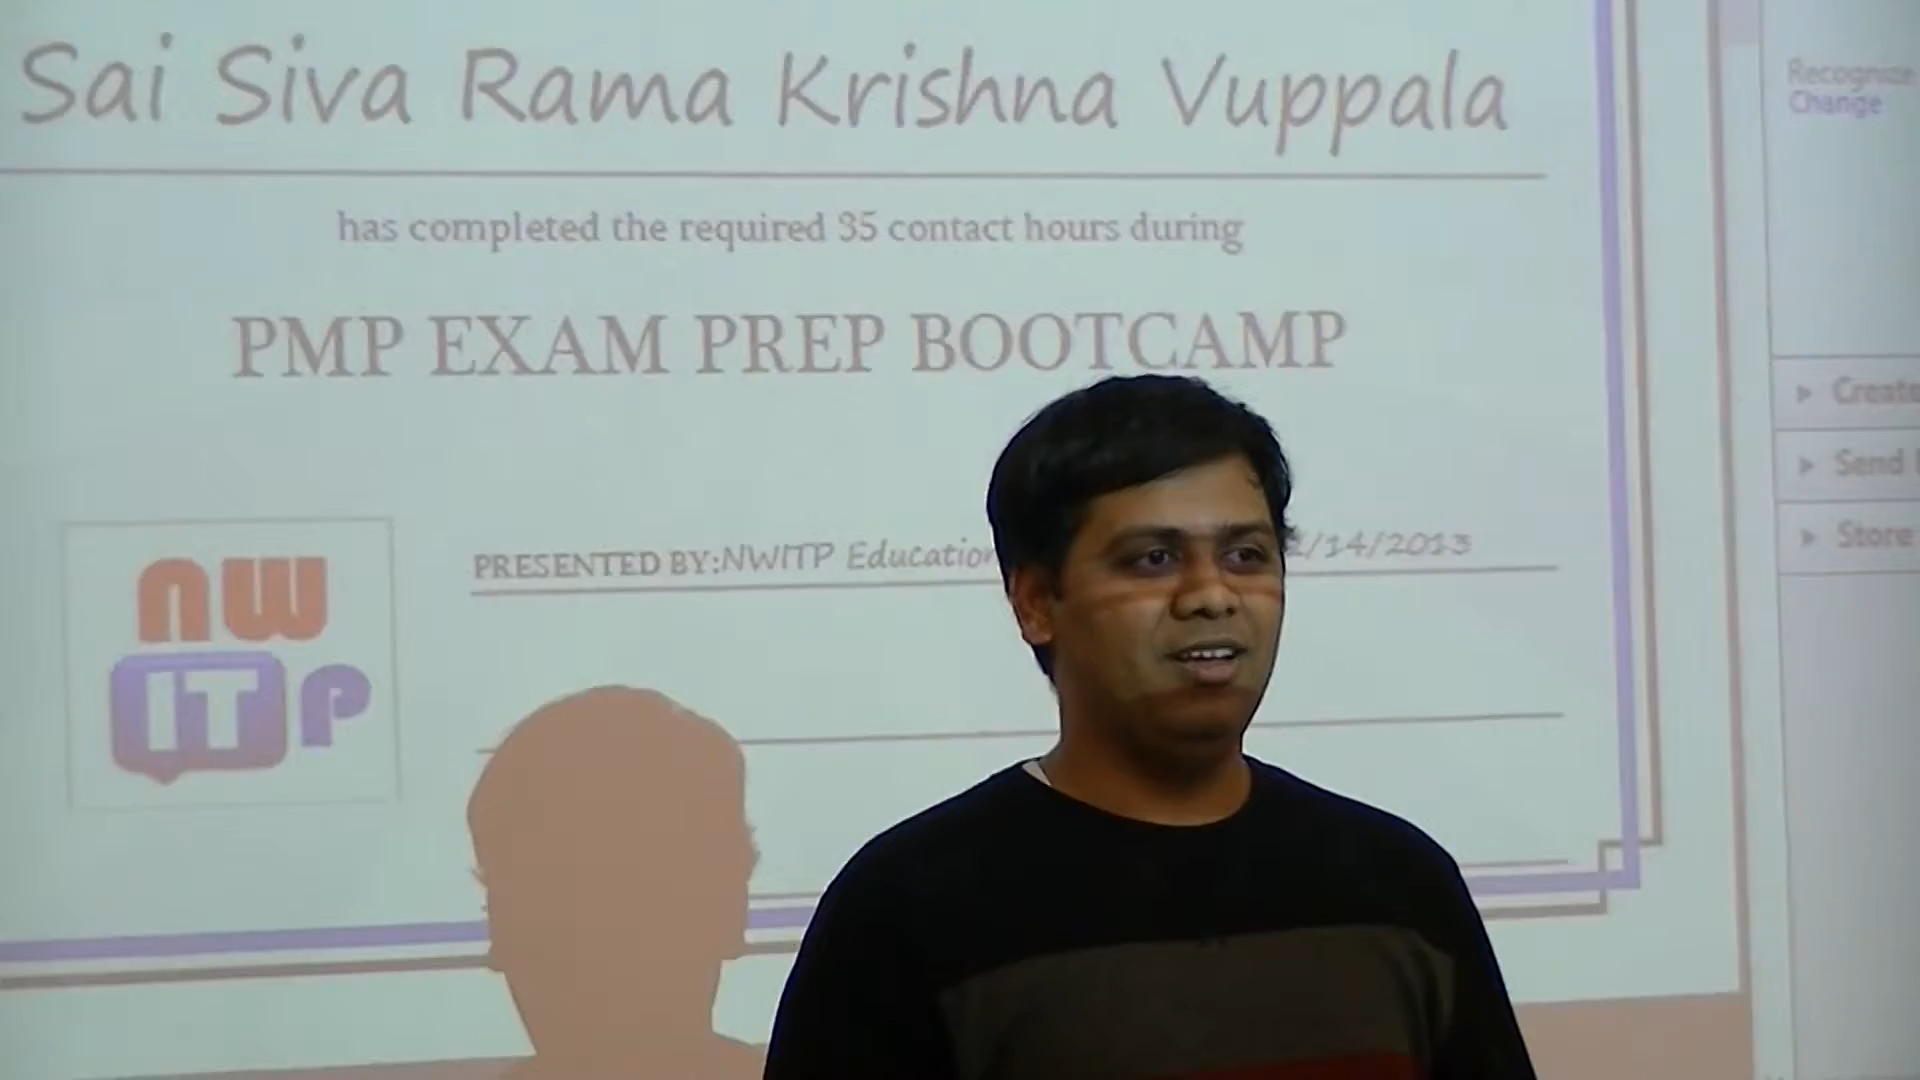 Sai Siva Rama Krishna Vuppala
has completed the required 35 contact hours during
PMP EXAM PREP BOOTCAMP
nw
IT P
PRESENTED BY:NWITP Education 2/14/2013
Recognize
Change
Create
Send
Store